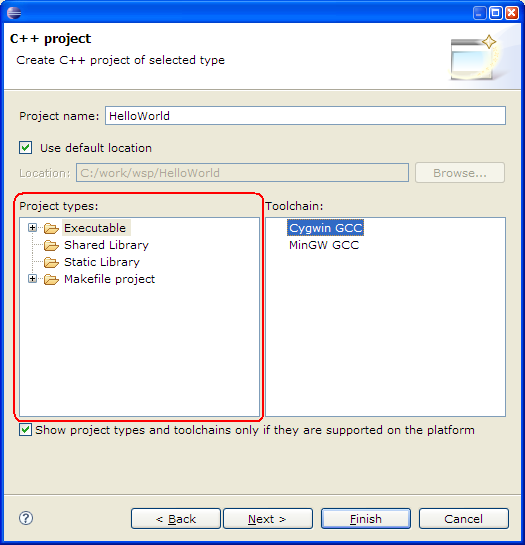 C++ project
Create C++ project of selected type
Project name: HelloWorld
Use default location
Location: C:/work/wsp/HelloWorld Browse...
Project types: Toolchain:
Executable Cygwin GCC
Shared Library MinGW GCC
Static Library
Makefile project
Show project types and toolchains only if they are supported on the platform
? < Back Next > Finish Cancel